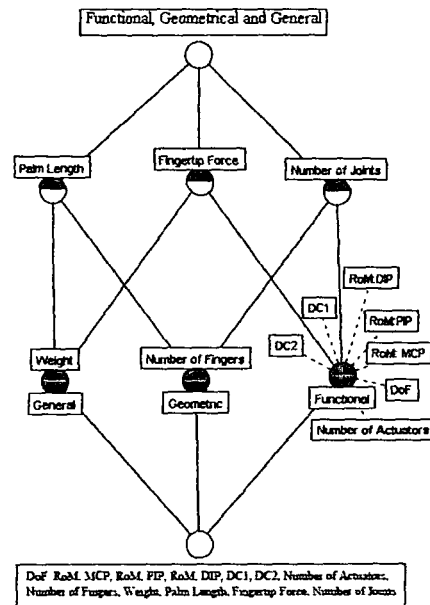 Functional, Geometrical and General
Palm Length
Fingertip Force
Number of Joints
RoM:DIP
DC1
RoM:PIP
DC2
RoM: MCP
Weight
Number of Fingers
DoF
General
Geometric
Functional
Number of Actuators
DoF RoM. MCP, RoM. PIP, RoM. DIP, DC1, DC2, Number of Actuators,
Number of Fingers, Weight, Palm Length, Fingertip Force, Number of Joints